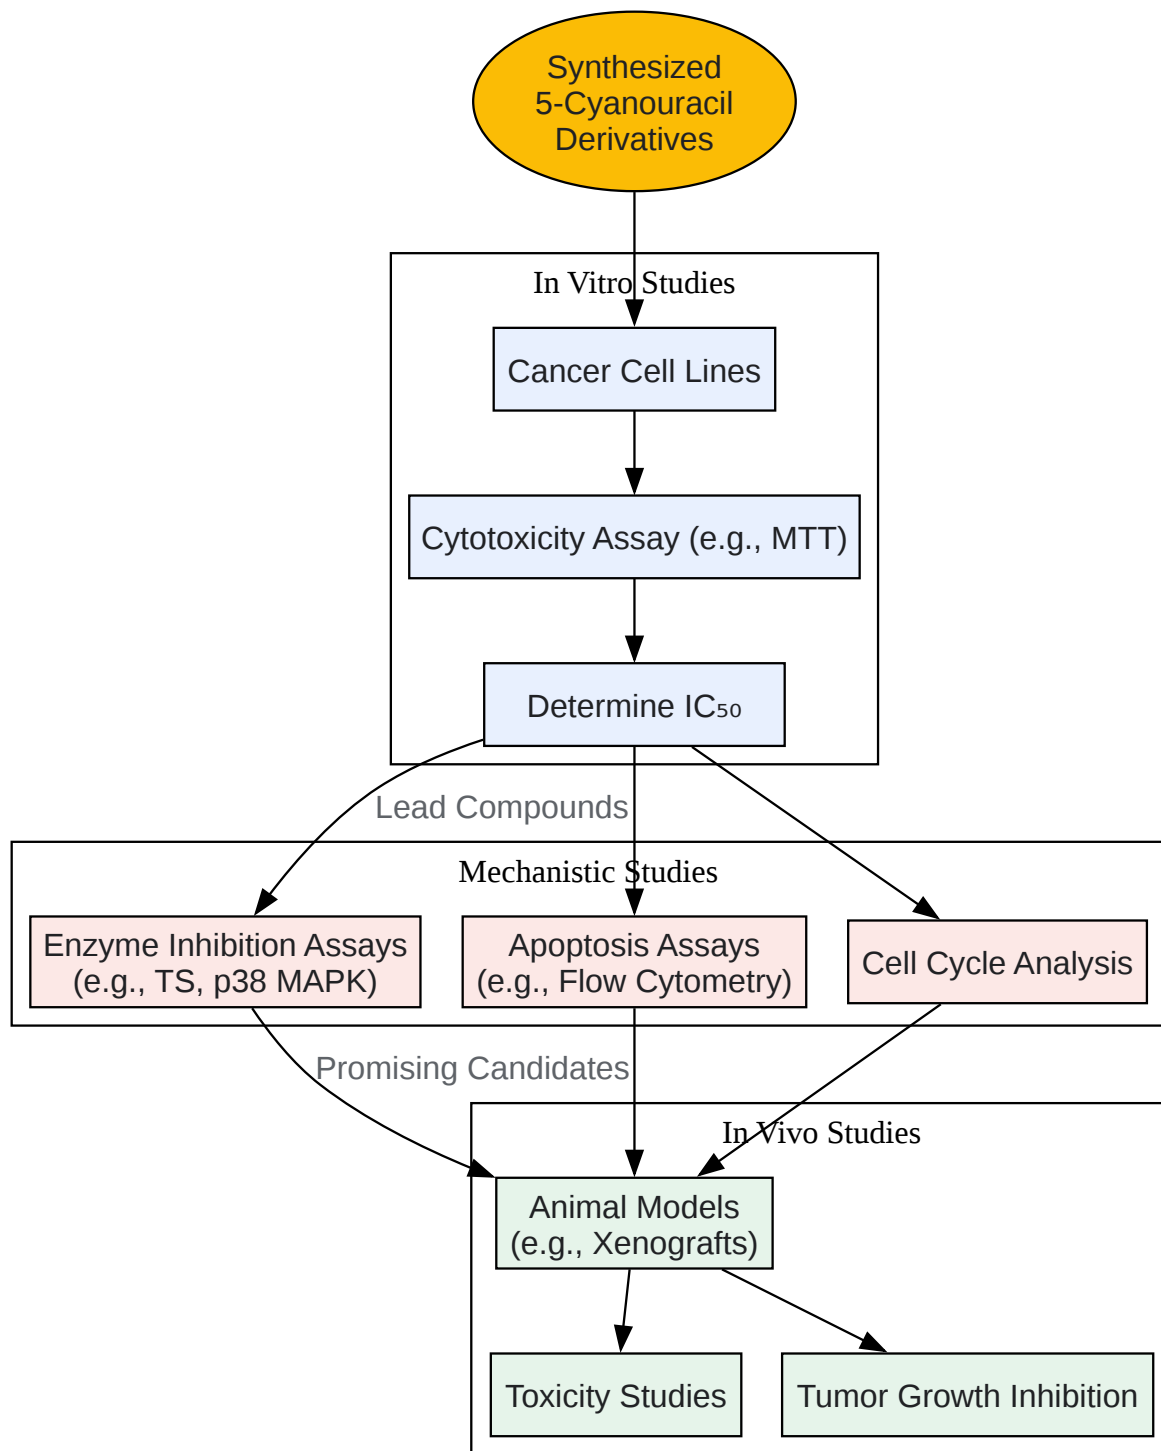 Synthesized
5-Cyanouracil
Derivatives
In Vitro Studies
Cancer Cell Lines
Cytotoxicity Assay (e.g., MTT)
Determine IC₅₀
Lead Compounds
Mechanistic Studies
Enzyme Inhibition Assays
(e.g., TS, p38 MAPK)
Apoptosis Assays
(e.g., Flow Cytometry)
Cell Cycle Analysis
Promising Candidates
In Vivo Studies
Animal Models
(e.g., Xenografts)
Toxicity Studies
Tumor Growth Inhibition